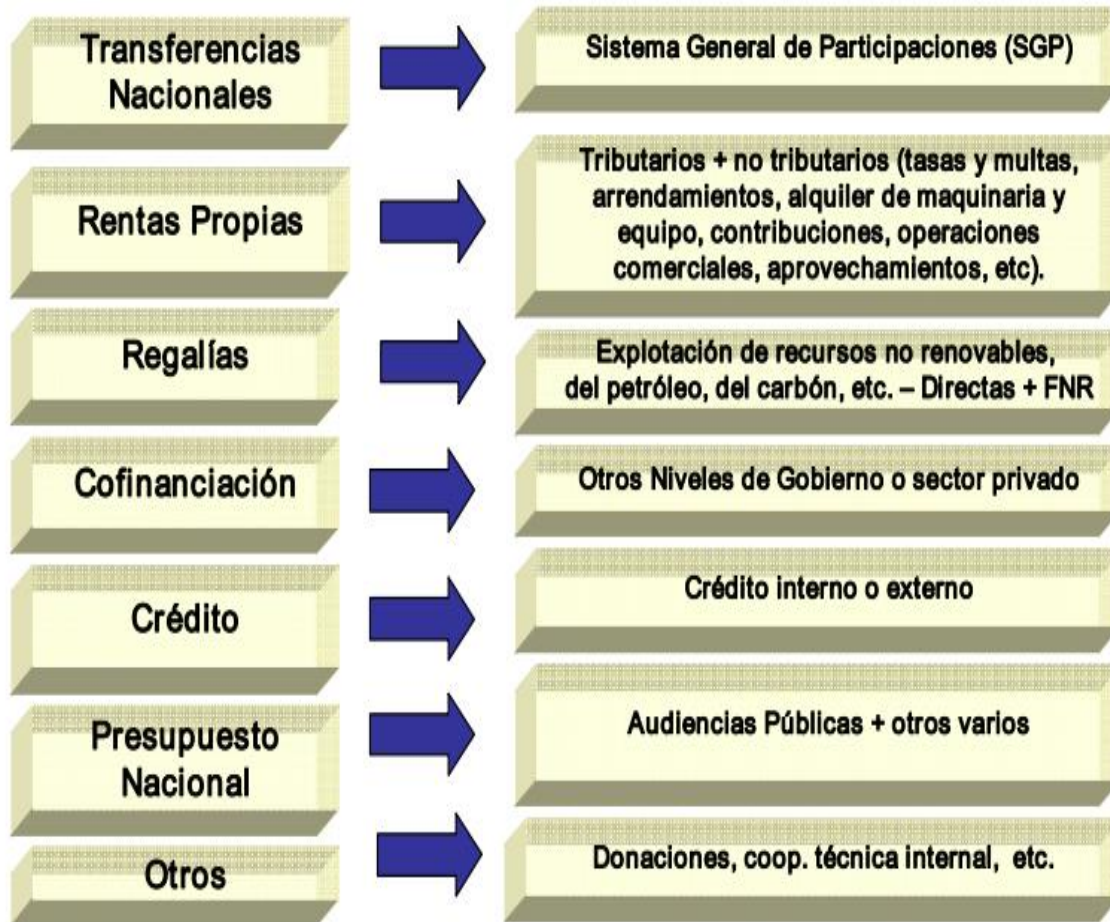 Transferencias
Nacionales
Sistema General de Participaciones (SGP)
Rentas Propias
Tributarios + no tributarios (tasas y multas,
arrendamientos, alquiler de maquinaria y
equipo, contribuciones, operaciones
comerciales, aprovechamientos, etc).
Regalías
Explotación de recursos no renovables,
del petróleo, del carbón, etc. – Directas + FNR
Cofinanciación
Otros Niveles de Gobierno o sector privado
Crédito
Crédito interno o externo
Presupuesto
Nacional
Audiencias Públicas + otros varios
Otros
Donaciones, coop. técnica internal, etc.